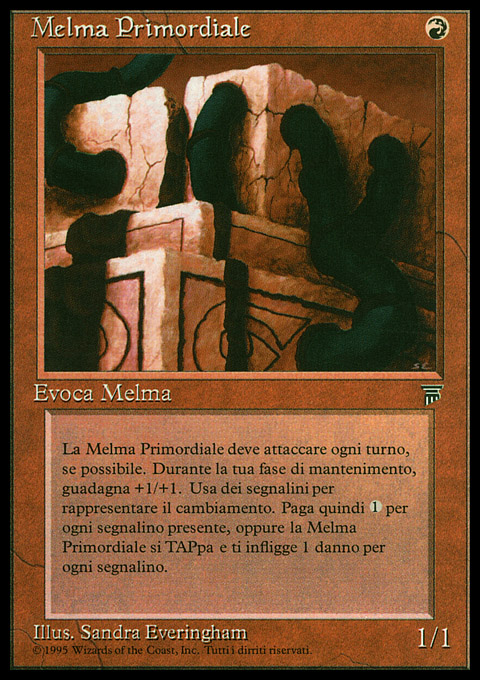 Melma Primordiale
Evoca Melma
La Melma Primordiale deve attaccare ogni turno,
se possibile. Durante la tua fase di mantenimento,
guadagna +1/+1. Usa dei segnalini per
rappresentare il cambiamento. Paga quindi 1 per
ogni segnalino presente, oppure la Melma
Primordiale si TAPpa e ti infligge 1 danno per
ogni segnalino.
SE
Illus. Sandra Everingham
1/1
© 1995 Wizards of the Coast, Inc. Tutti i dirriti riservati.